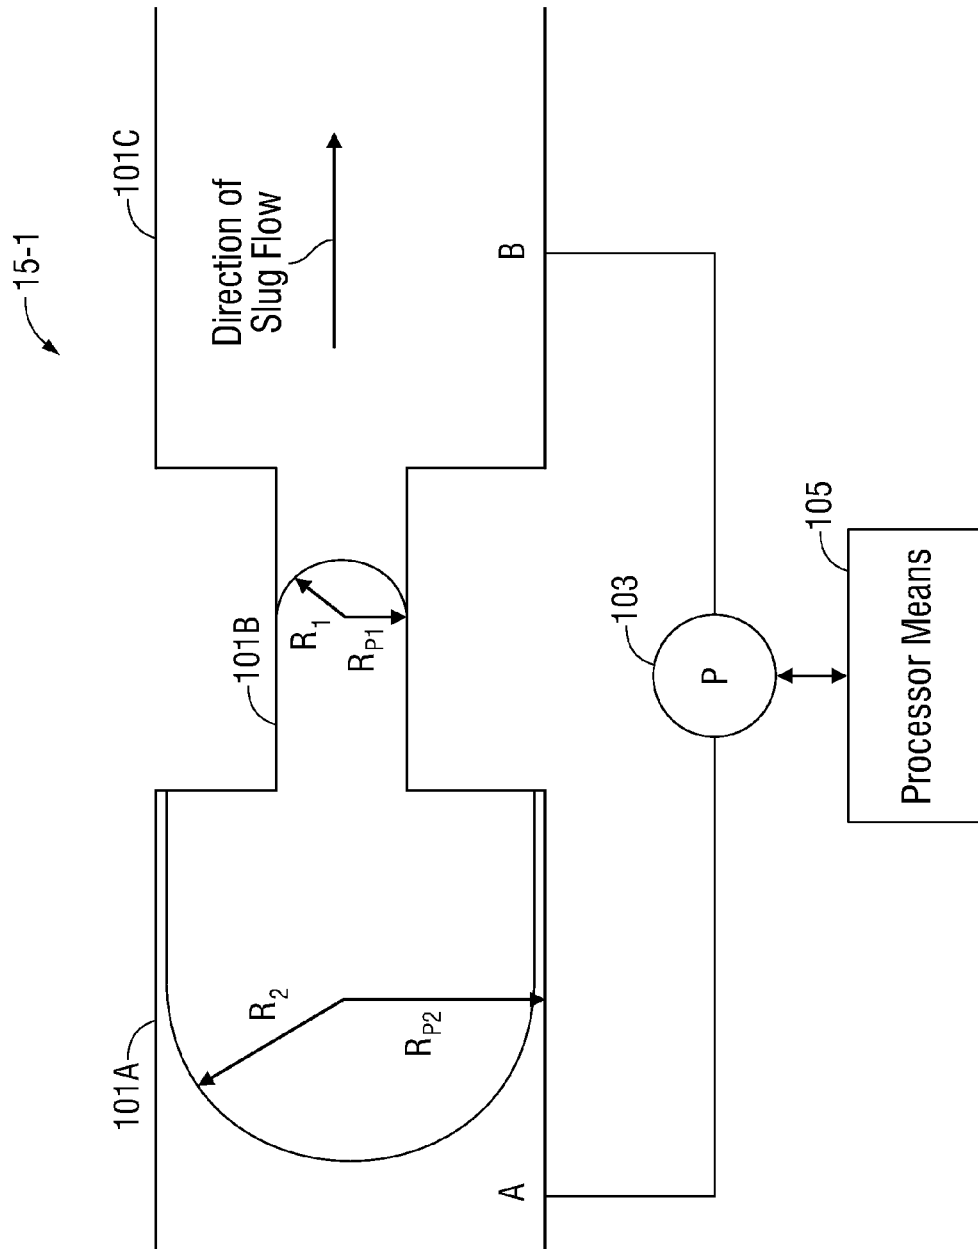 15-1
101A
101B
101C
Direction of
Slug Flow
R2
RP2
R1
RP1
A
B
103
P
105
Processor Means